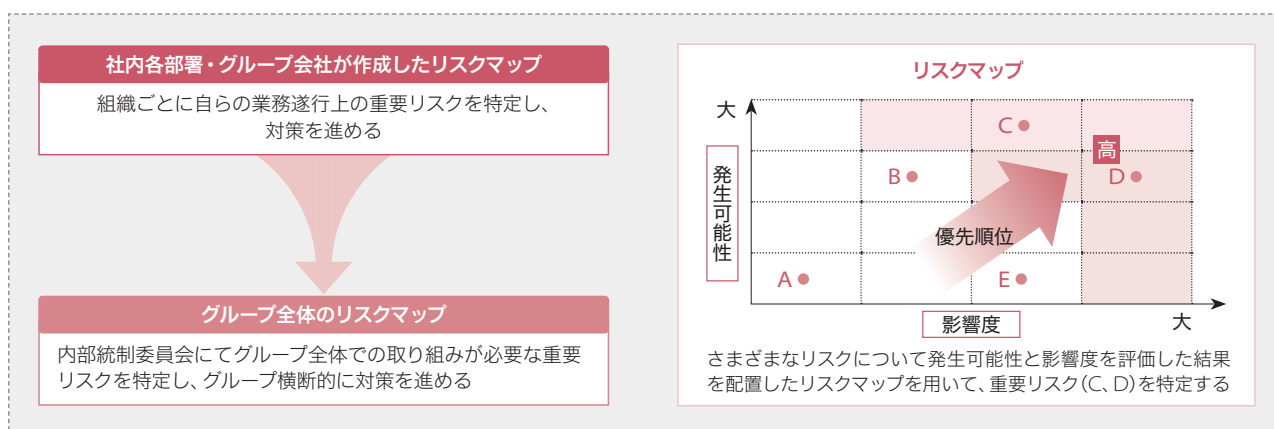 社内各部署・グループ会社が作成したリスクマップ
組織ごとに自らの業務遂行上の重要リスクを特定し、
対策を進める
グループ全体のリスクマップ
内部統制委員会にてグループ全体での取り組みが必要な重要
リスクを特定し、グループ横断的に対策を進める
リスクマップ
大
発生可能性
C
高
B
D
優先順位
A
E
影響度
大
さまざまなリスクについて発生可能性と影響度を評価した結果
を配置したリスクマップを用いて、重要リスク(C、D)を特定する